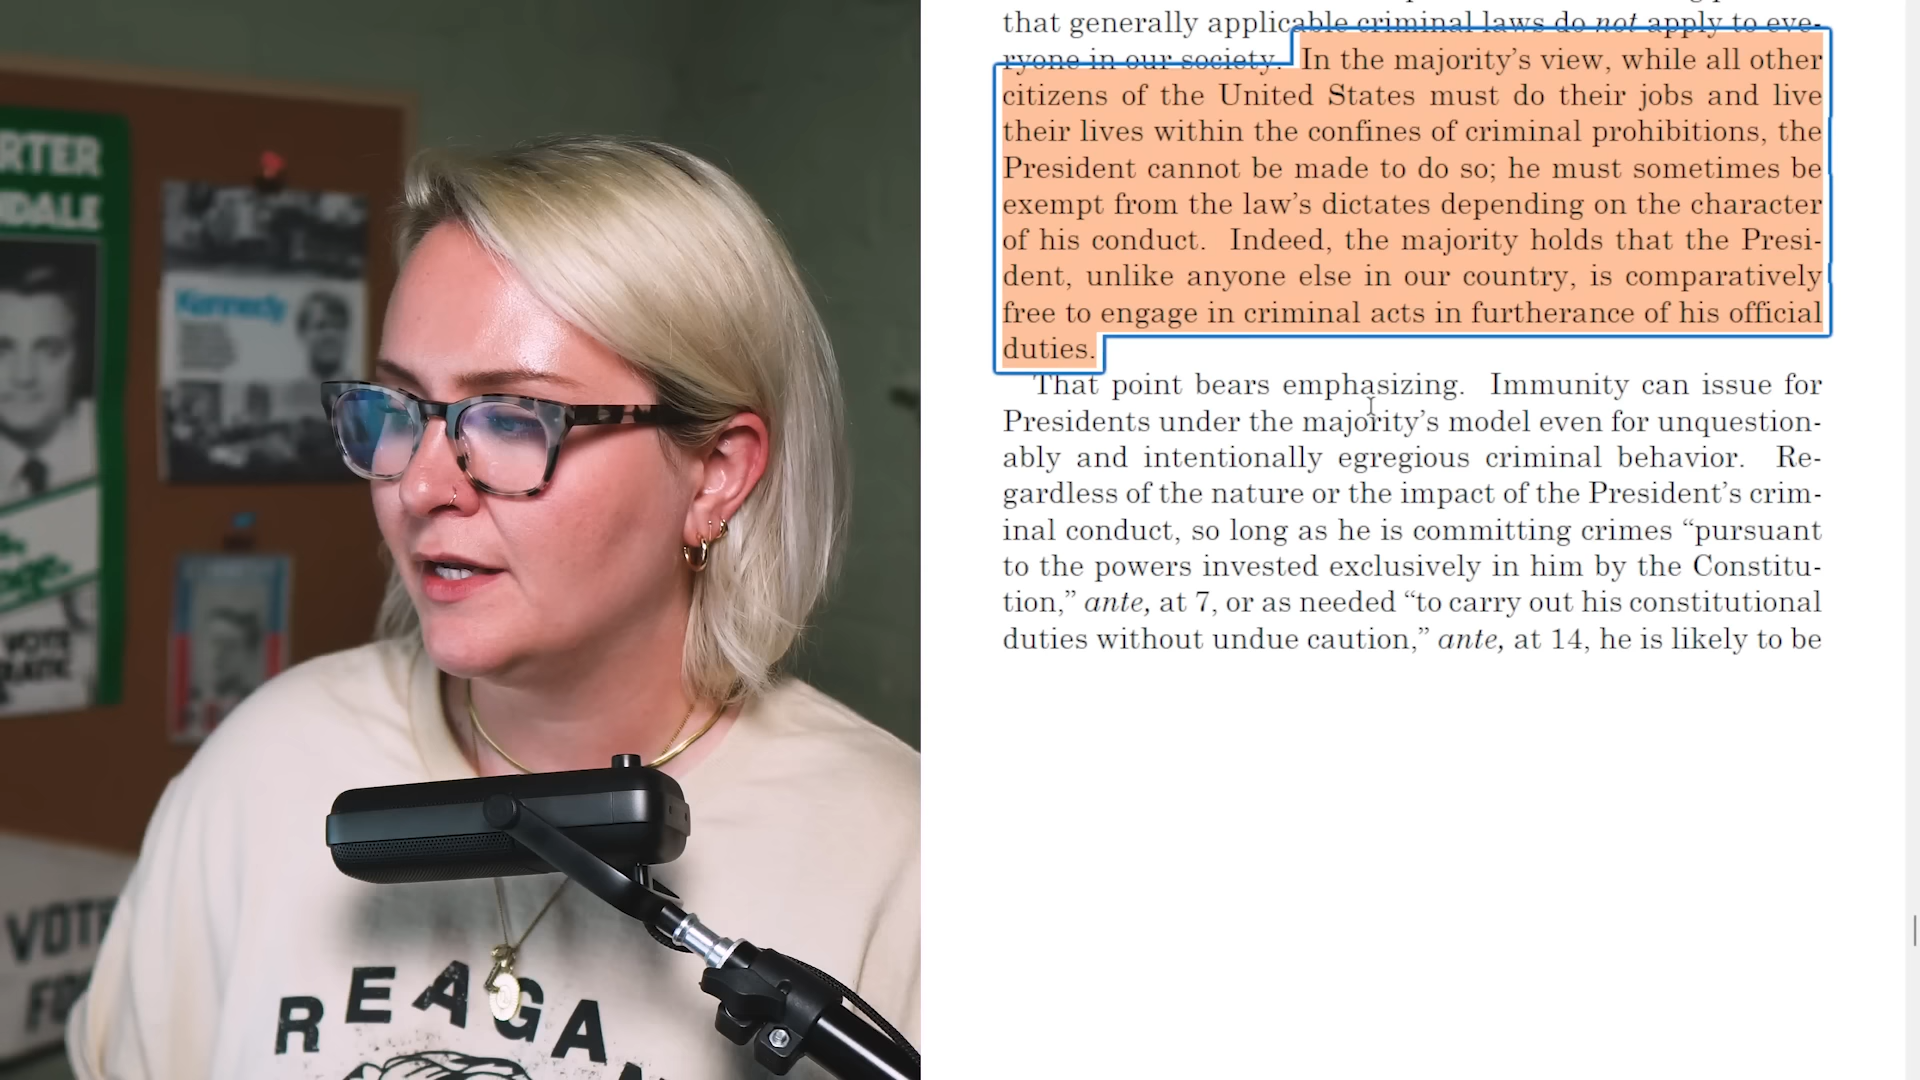 RTER
DALE
Kennedy
VOTE
VOTE
FO
REAGA
that generally applicable criminal laws do not apply to eve-
ryone in our society. In the majority’s view, while all other
citizens of the United States must do their jobs and live
their lives within the confines of criminal prohibitions, the
President cannot be made to do so; he must sometimes be
exempt from the law’s dictates depending on the character
of his conduct. Indeed, the majority holds that the Presi-
dent, unlike anyone else in our country, is comparatively
free to engage in criminal acts in furtherance of his official
duties.
That point bears emphasizing. Immunity can issue for
Presidents under the majority’s model even for unquestion-
ably and intentionally egregious criminal behavior. Re-
gardless of the nature or the impact of the President’s crim-
inal conduct, so long as he is committing crimes “pursuant
to the powers invested exclusively in him by the Constitu-
tion,” ante, at 7, or as needed “to carry out his constitutional
duties without undue caution,” ante, at 14, he is likely to be